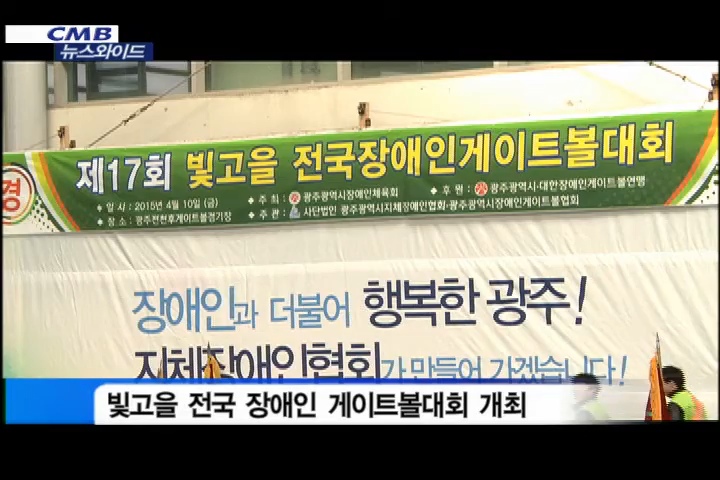 CMB
뉴스와이드
경
제17회 빛고을 전국장애인게이트볼대회
◆ 일 시 : 2015년 4월 10일 (금) ◆ 주 최 : 광주광역시장애인체육회 ◆ 후 원 : 광주광역시·대한장애인게이트볼연맹
◆ 장 소 : 광주전천후게이트볼경기장 ◆ 주 관 : 사단법인 광주광역시지체장애인협회·광주광역시장애인게이트볼협회
장애인과 더불어 행복한 광주!
지체장애인협회가 만들어 가겠습니다!
빛고을 전국 장애인 게이트볼대회 개최